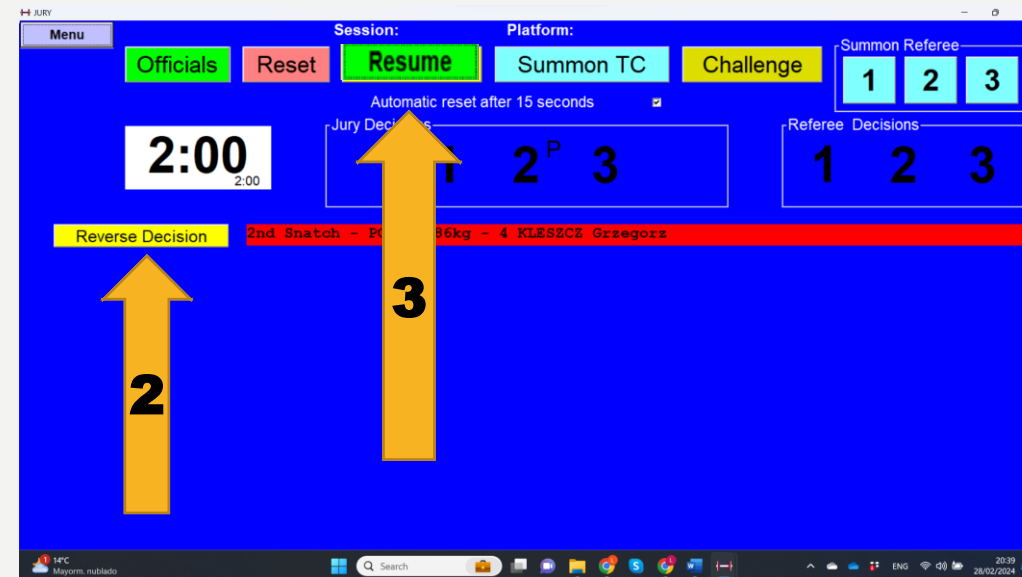 JURY
Menu
Session: Platform:
Officials Reset Resume Summon TC Challenge
Summon Referee
1 2 3
Automatic reset after 15 seconds
Jury Referee Decisions
2:00
2:00
1 2 P 3
1 2 3
Reverse Decision
2nd Snatch - 86kg - 4 KLESZCZ Grzegorz
3
2
1
14°C
Mayorm. nublado
Search
ENG
20:39
28/02/2024